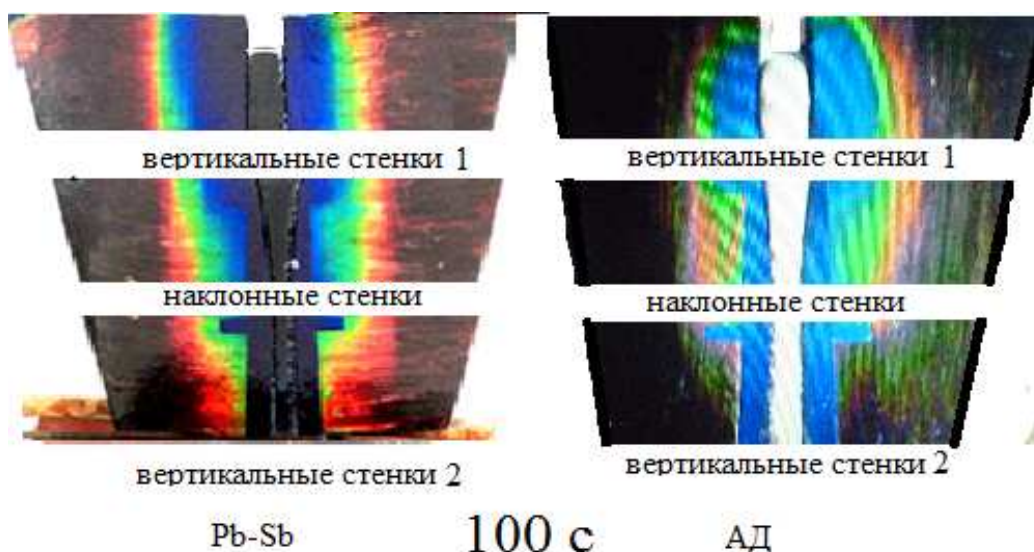 вертикальные стенки 1 вертикальные стенки 1
наклонные стенки наклонные стенки
вертикальные стенки 2 вертикальные стенки 2
Pb-Sb 100 с АД